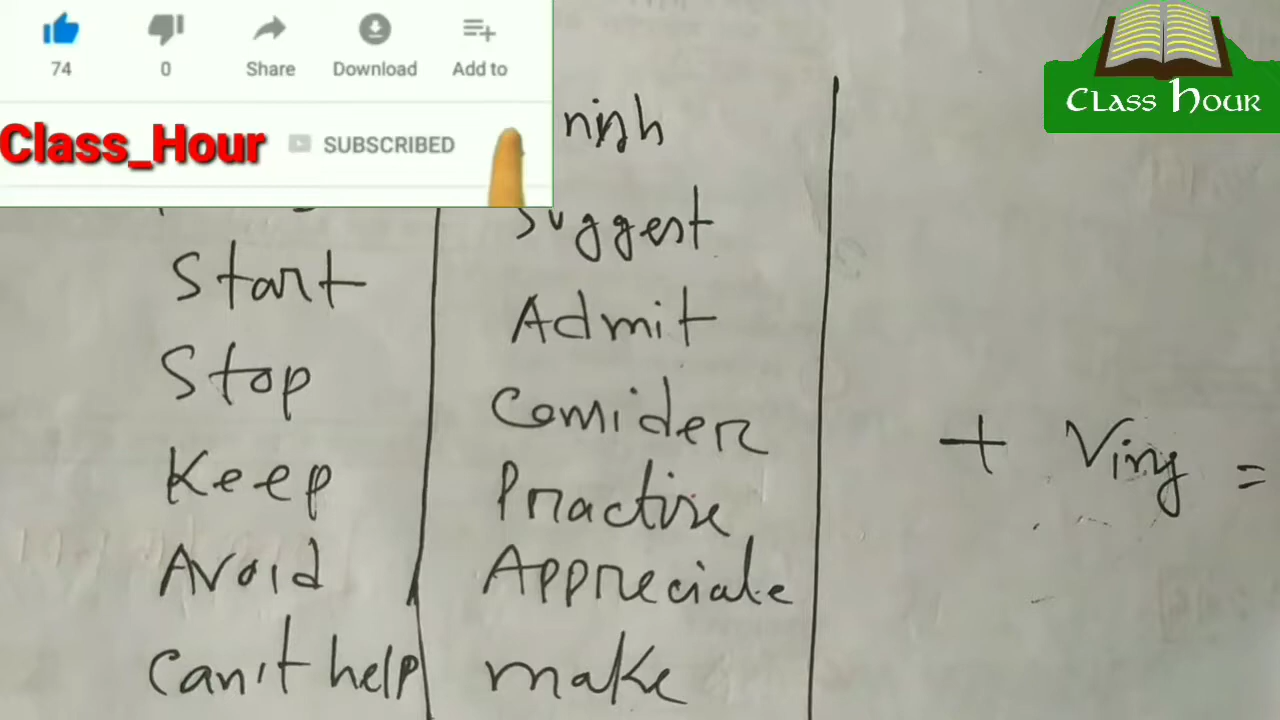 74 0 Share Download Add to
Class_Hour SUBSCRIBED
CLASS HOUR
nish
Suggest
Start
Admit
Stop
Consider
+ Ving =
Keep
Practise
Avoid
Appreciate
Can't help
make